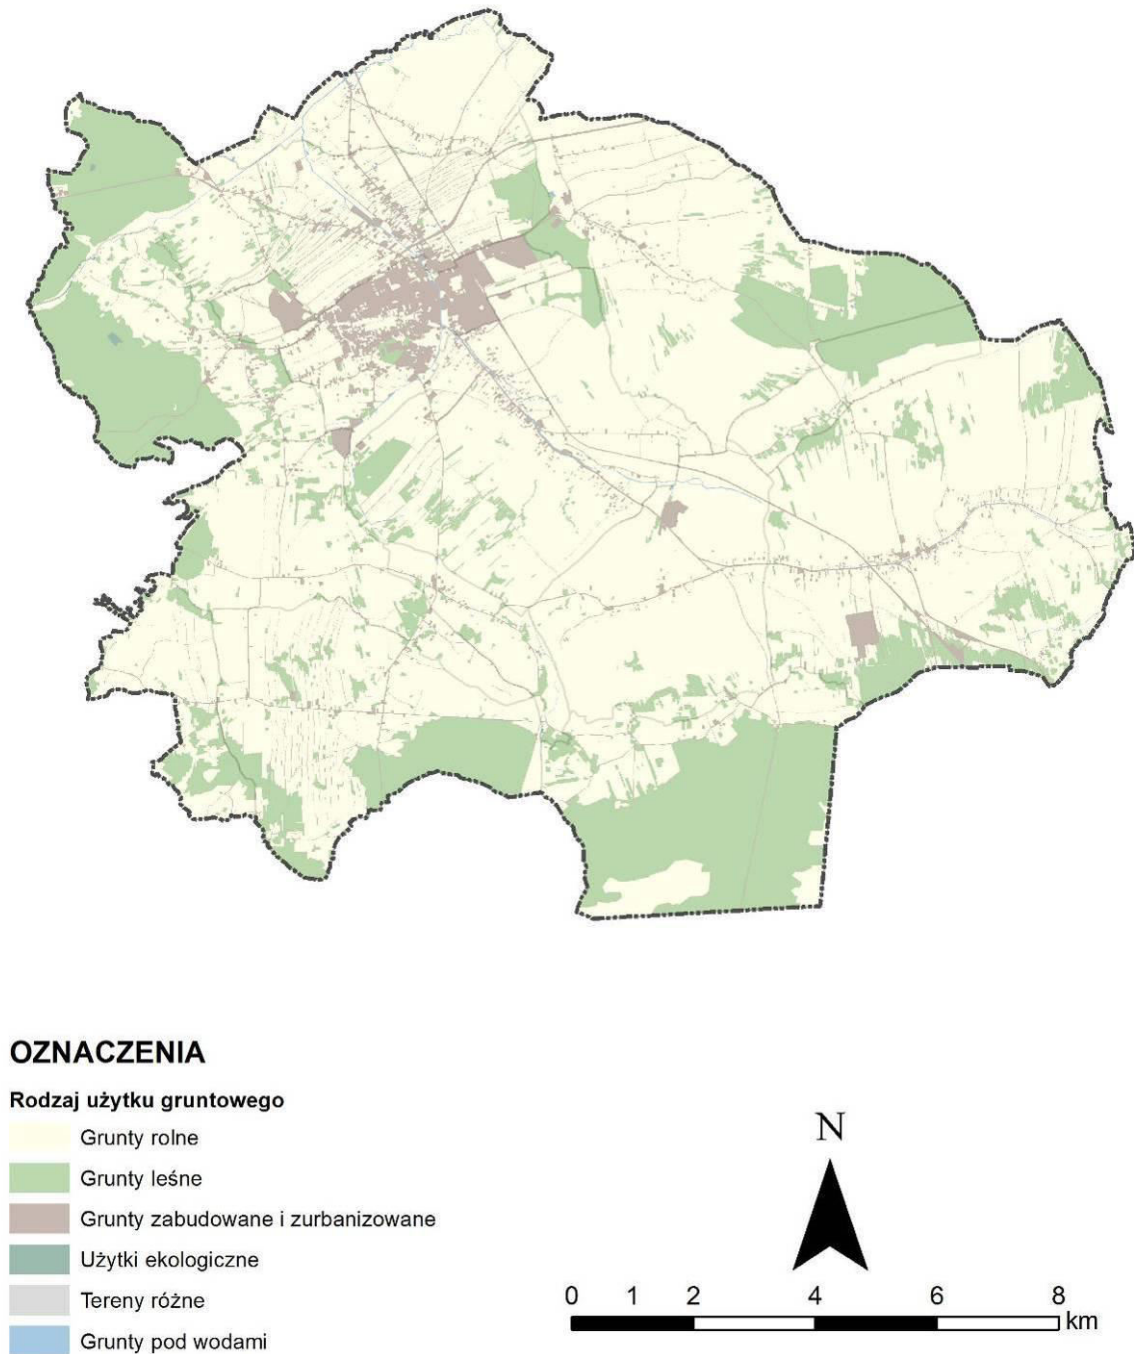 OZNACZENIA
Rodzaj użytku gruntowego
Grunty rolne
Grunty leśne
Grunty zabudowane i zurbanizowane
Użytki ekologiczne
Tereny różne
Grunty pod wodami
N
0 1 2 4 6 8
km